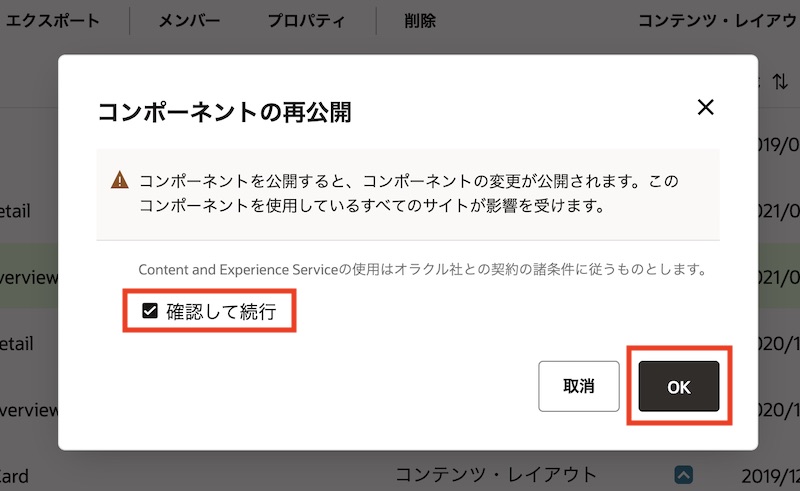 エクスポート メンバー プロパティ 削除 コンテンツ・レイアウ
コンポーネントの再公開
コンポーネントを公開すると、コンポーネントの変更が公開されます。この
コンポーネントを使用しているすべてのサイトが影響を受けます。
Content and Experience Serviceの使用はオラクル社との契約の諸条件に従うものとします。
確認して続行
取消 OK
019/0
etail 021/0
verview 021/0
etail 020/1
verview 020/1
Card コンテンツ・レイアウト 2019/12